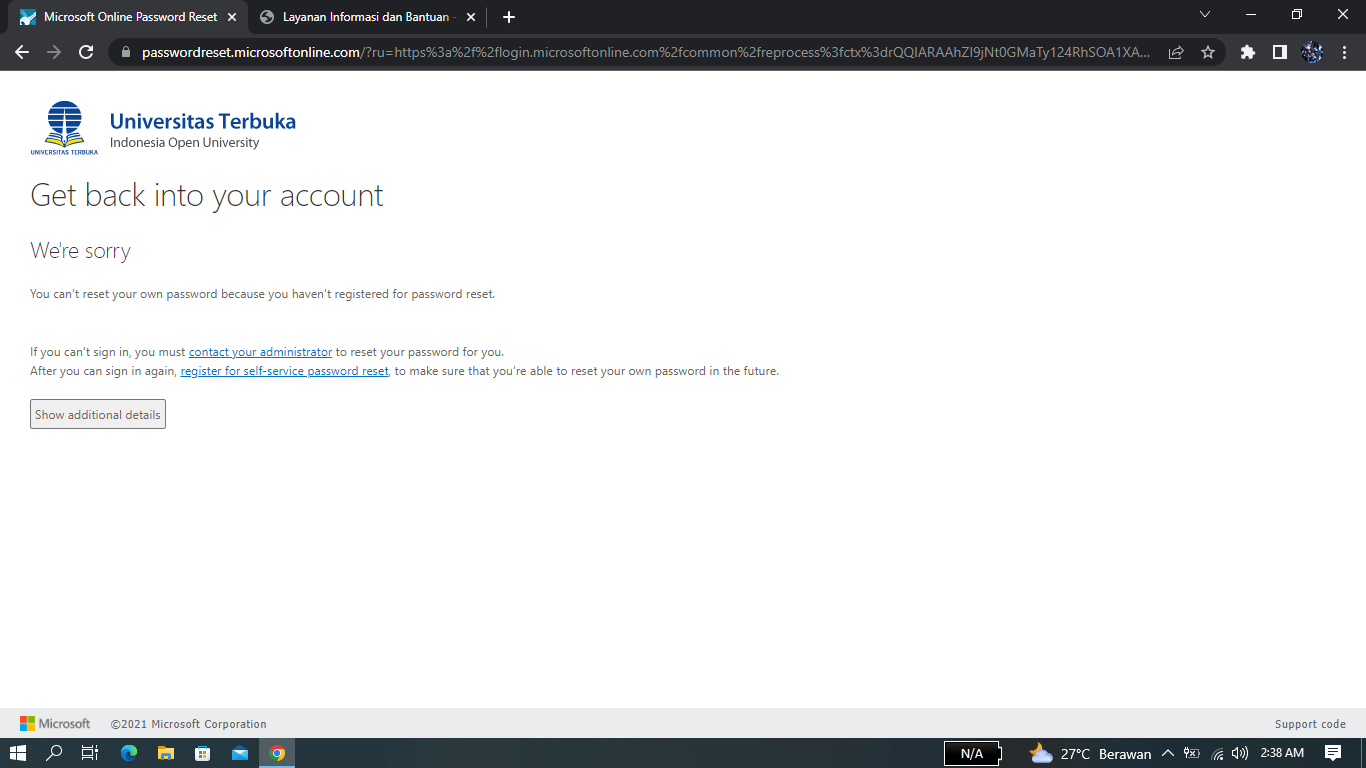 Microsoft Online Password Reset
Layanan Informasi dan Bantuan -
passwordreset.microsoftonline.com/?ru=https%3a%2f%2flogin.microsoftonline.com%2fcommon%2freprocess%3fctx%3drQQIARAAhZI9jNt0GMaTy124RhSOA1XA...
UNIVERSITAS TERBUKA
Universitas Terbuka
Indonesia Open University
Get back into your account
We're sorry
You can't reset your own password because you haven't registered for password reset.
If you can't sign in, you must contact your administrator to reset your password for you.
After you can sign in again, register for self-service password reset, to make sure that you're able to reset your own password in the future.
Show additional details
Microsoft
©2021 Microsoft Corporation
Support code
N/A
27°C Berawan
2:38 AM